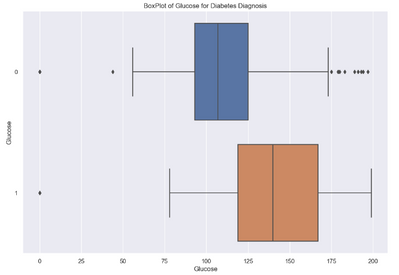 BoxPlot of Glucose for Diabetes Diagnosis
0
Glucose
1
0 25 50 75 100 125 150 175 200
Glucose